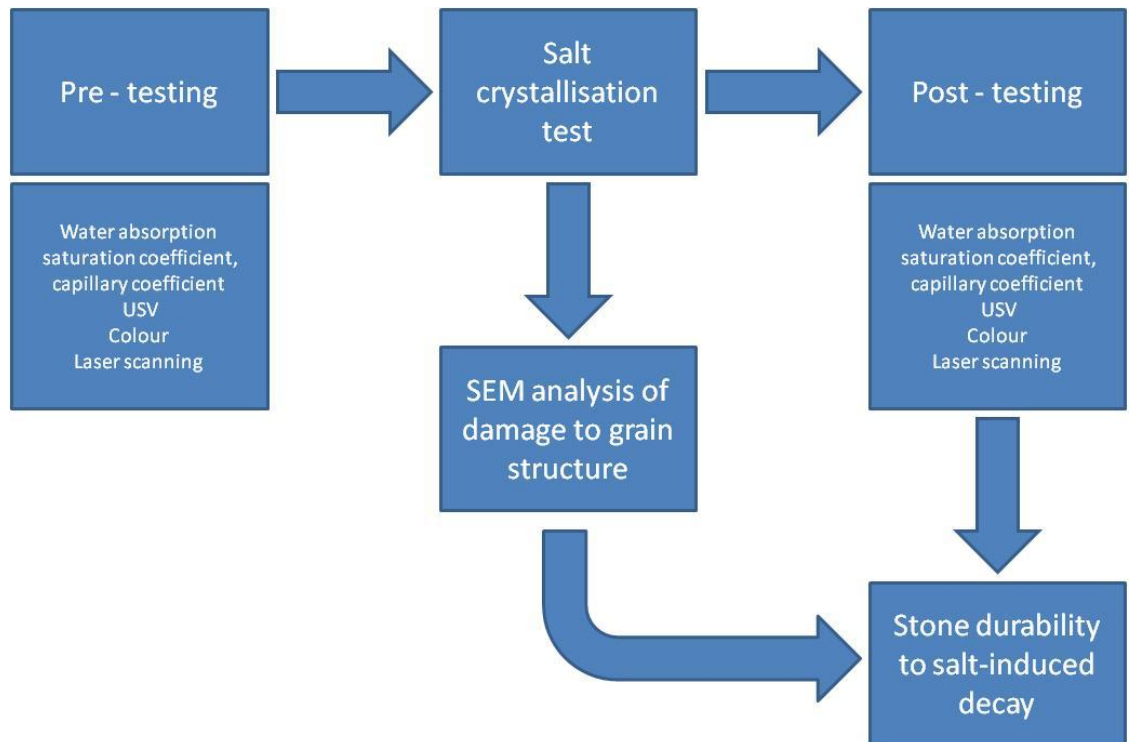 Pre - testing
Salt
crystallisation
test
Post - testing
Water absorption
saturation coefficient,
capillary coefficient
USV
Colour
Laser scanning
Water absorption
saturation coefficient,
capillary coefficient
USV
Colour
Laser scanning
SEM analysis of
damage to grain
structure
Stone durability
to salt-induced
decay